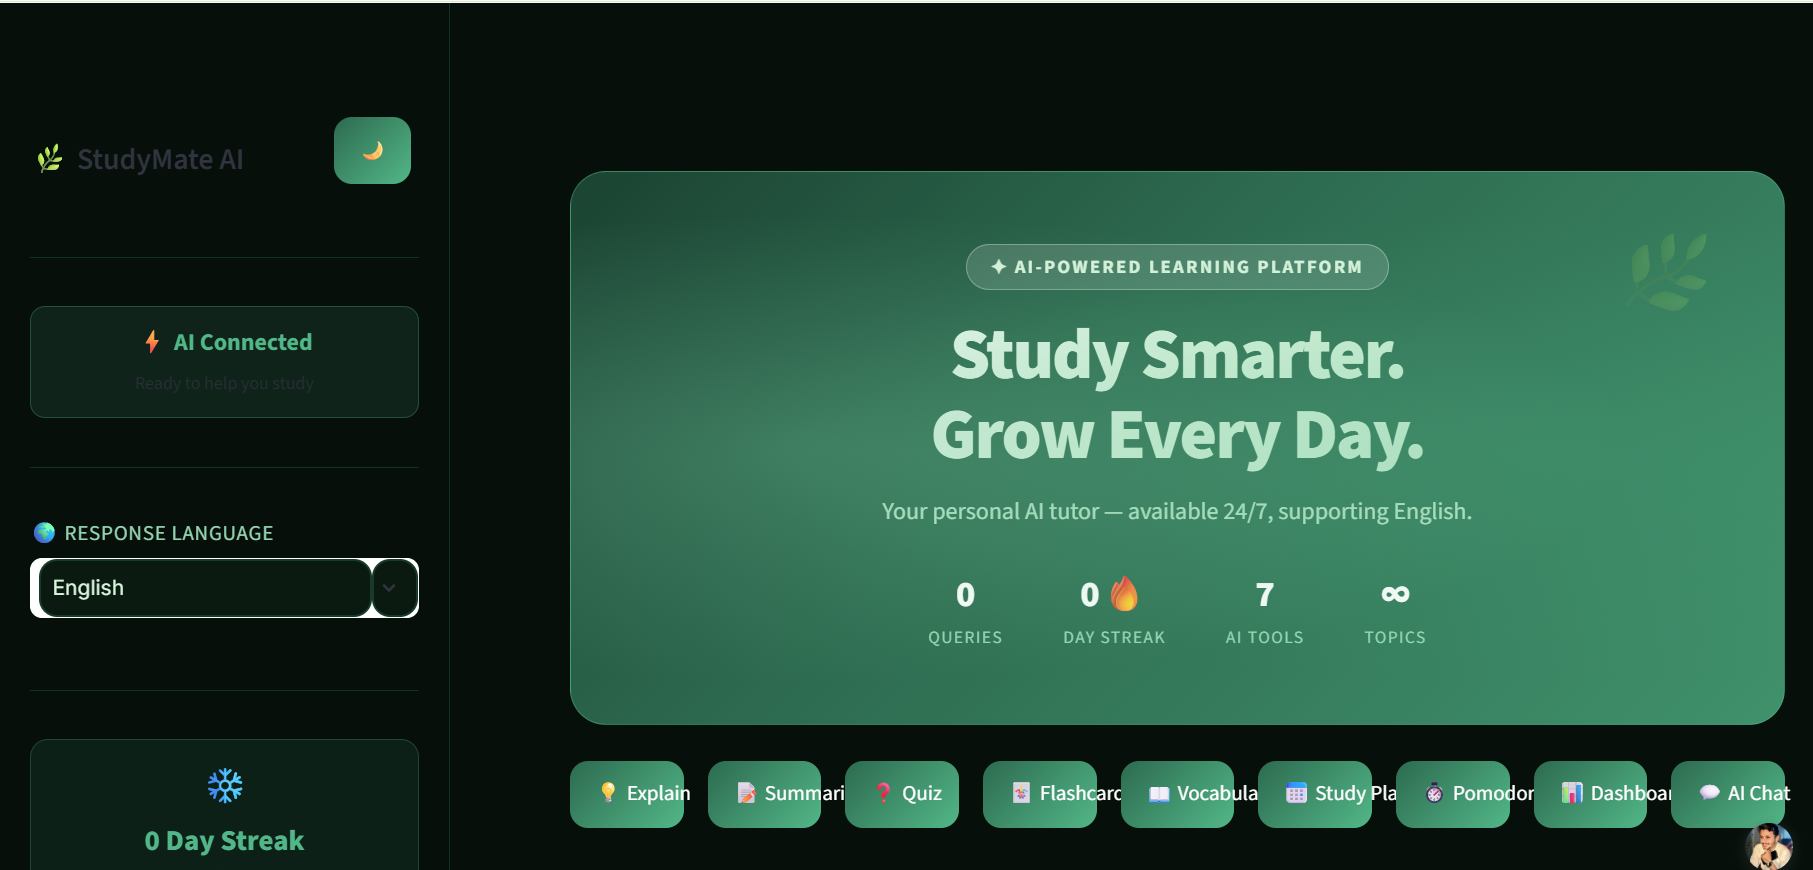 StudyMate AI
AI Connected
Ready to help you study
RESPONSE LANGUAGE
English
0 Day Streak
✦ AI-POWERED LEARNING PLATFORM
Study Smarter.
Grow Every Day.
Your personal AI tutor — available 24/7, supporting English.
0
QUERIES
0
DAY STREAK
7
AI TOOLS
∞
TOPICS
Explain
Summari
Quiz
Flashcard
Vocabula
Study Pla
Pomodor
Dashboar
AI Chat